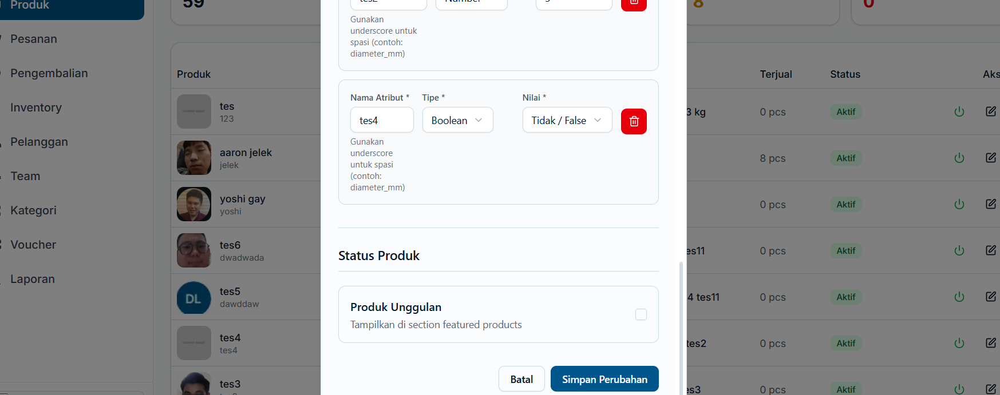 Produk
Pesanan
Pengembalian
Inventory
Pelanggan
Team
Kategori
Voucher
Laporan
59
8
0
Produk
Terjual
Status
tes
123
3 kg
0 pcs
Aktif
aaron jelek
jelek
8 pcs
Aktif
yoshi gay
yoshi
0 pcs
Aktif
tes6
dwadwada
es11
0 pcs
Aktif
DL
tes5
dawddaw
4 tes11
0 pcs
Aktif
tes4
tes4
tes2
0 pcs
Aktif
tes3
es3
0 pcs
Aktif
tes2
Number
Gunakan
underscore untuk
spasi (contoh:
diameter_mm)
Nama Atribut *
Tipe *
Nilai *
tes4
Boolean
Tidak / False
Gunakan
underscore
untuk spasi
(contoh:
diameter_mm)
Status Produk
Produk Unggulan
Tampilkan di section featured products
Batal
Simpan Perubahan